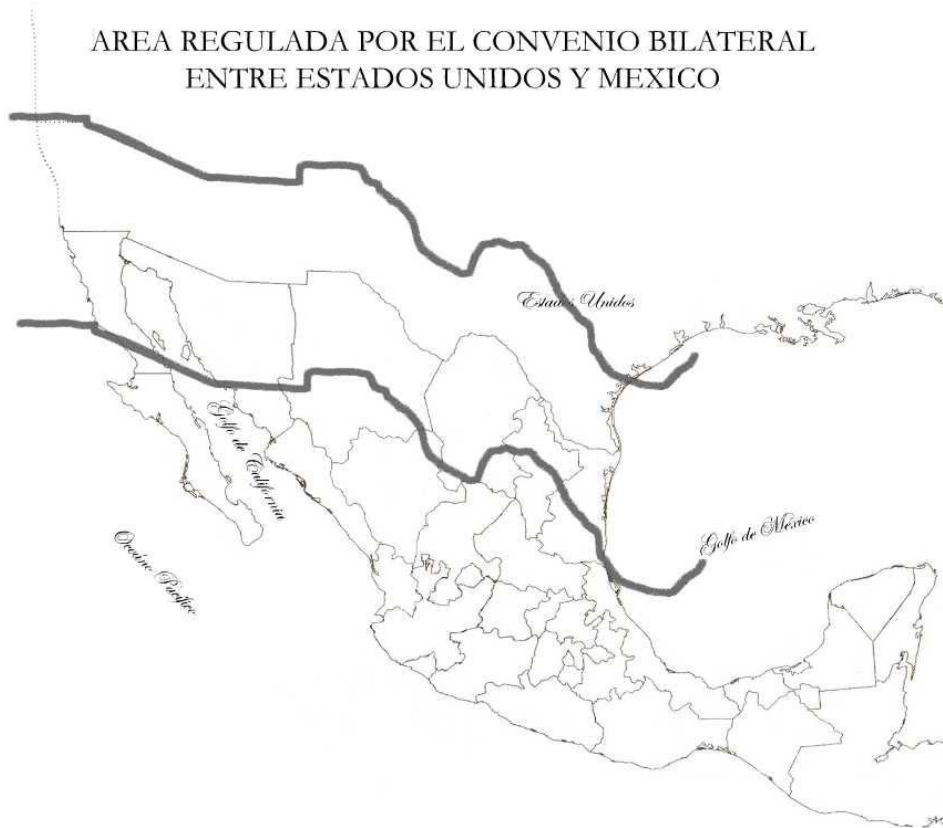 AREA REGULADA POR EL CONVENIO BILATERAL
ENTRE ESTADOS UNIDOS Y MEXICO
Estados Unidos
Golfo de California
Golfo de México
Oceáno Pacífico